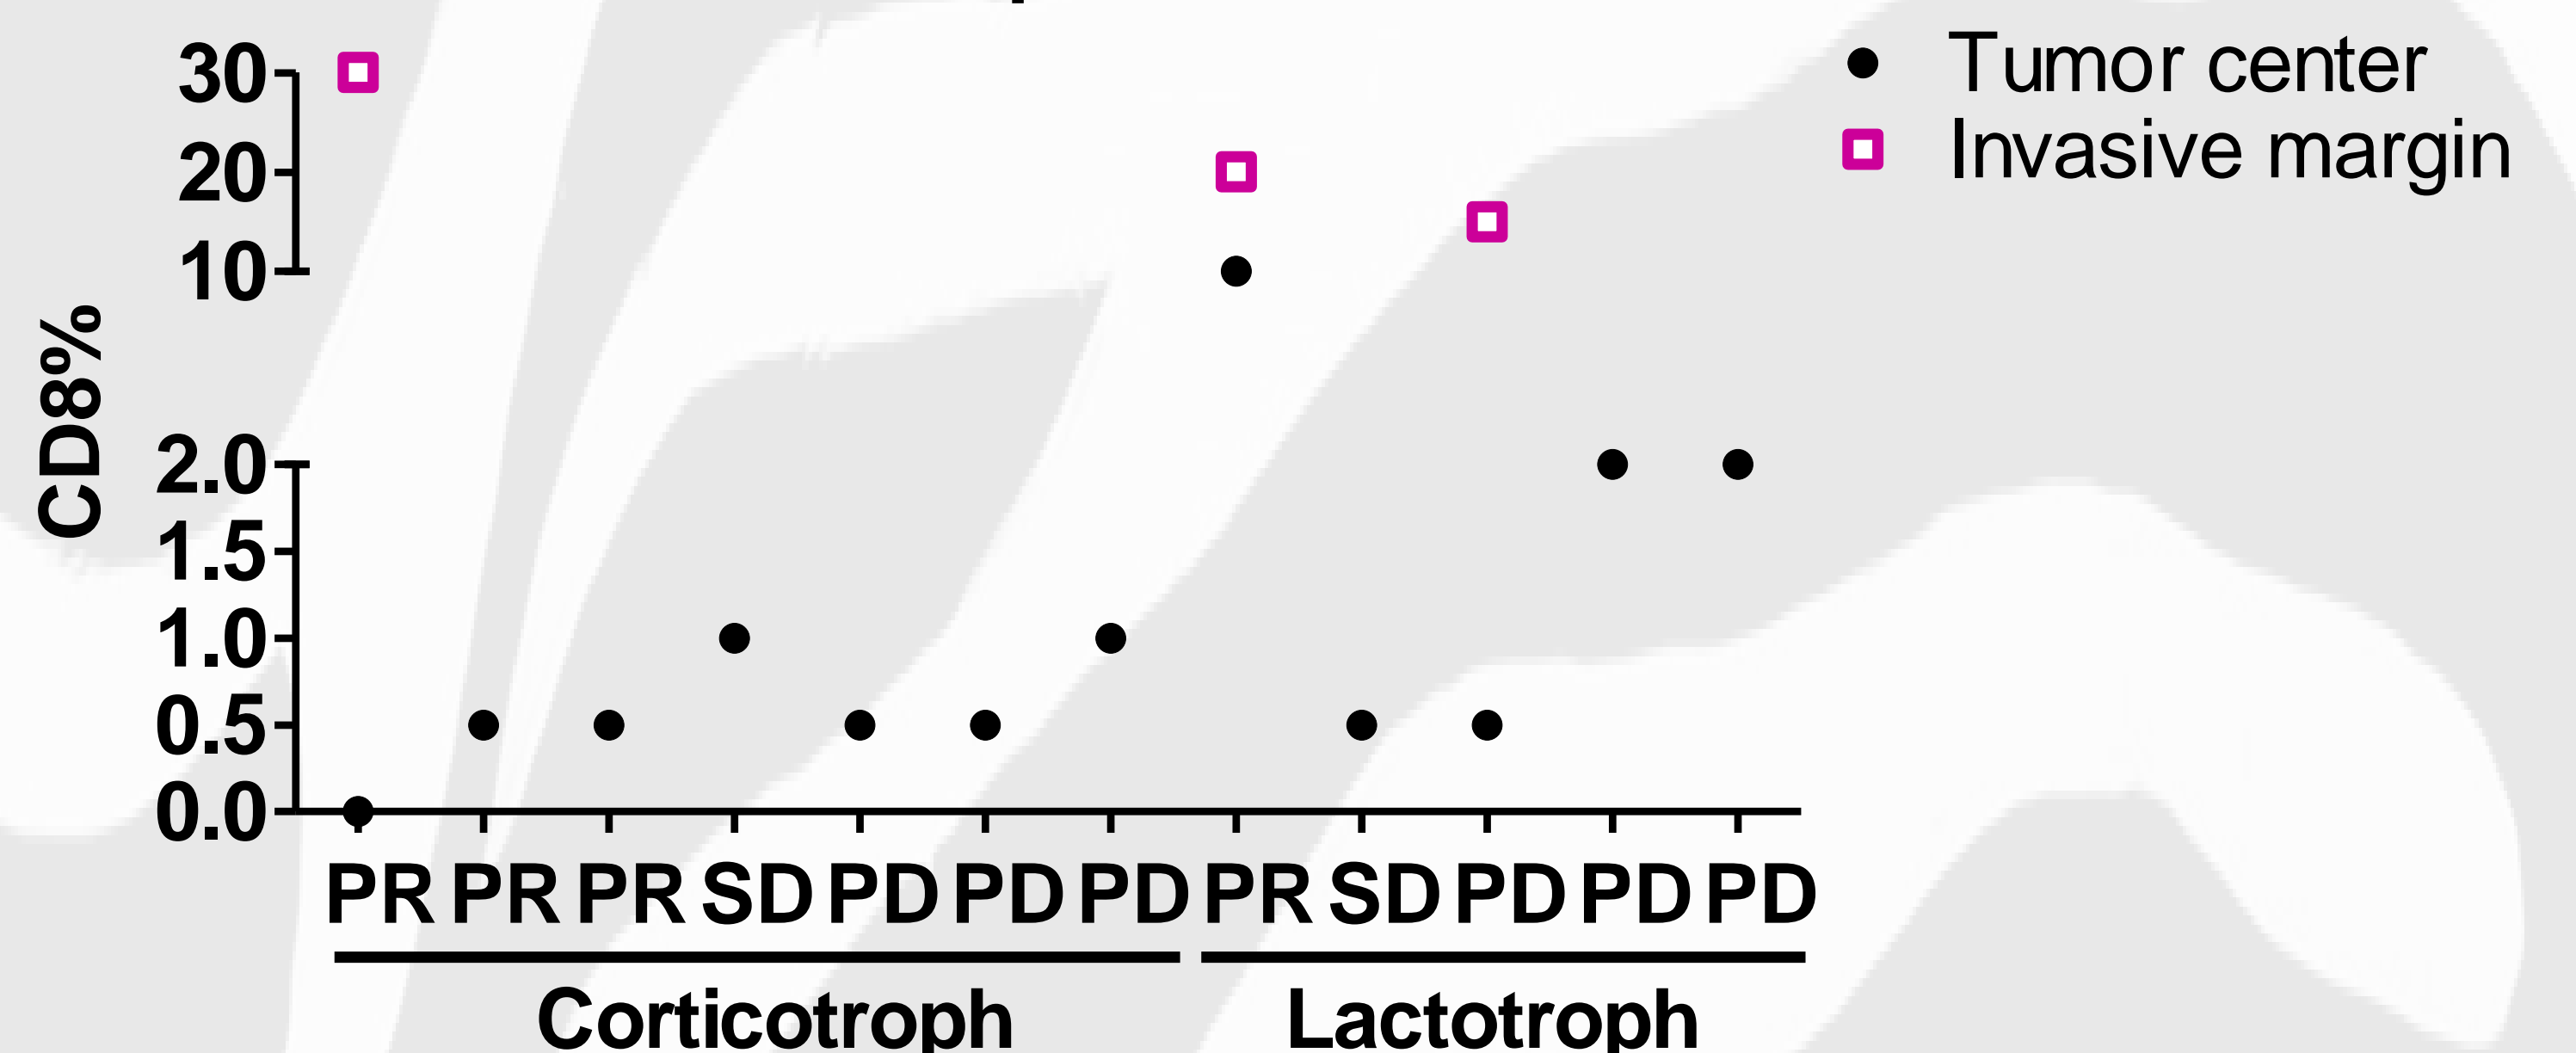 Tumor center
Invasive margin
30
20
10
CD8%
2.0
1.5
1.0
0.5
0.0
PR PR PR SD PD PD PD PR SD PD PD PD
Corticotroph Lactotroph